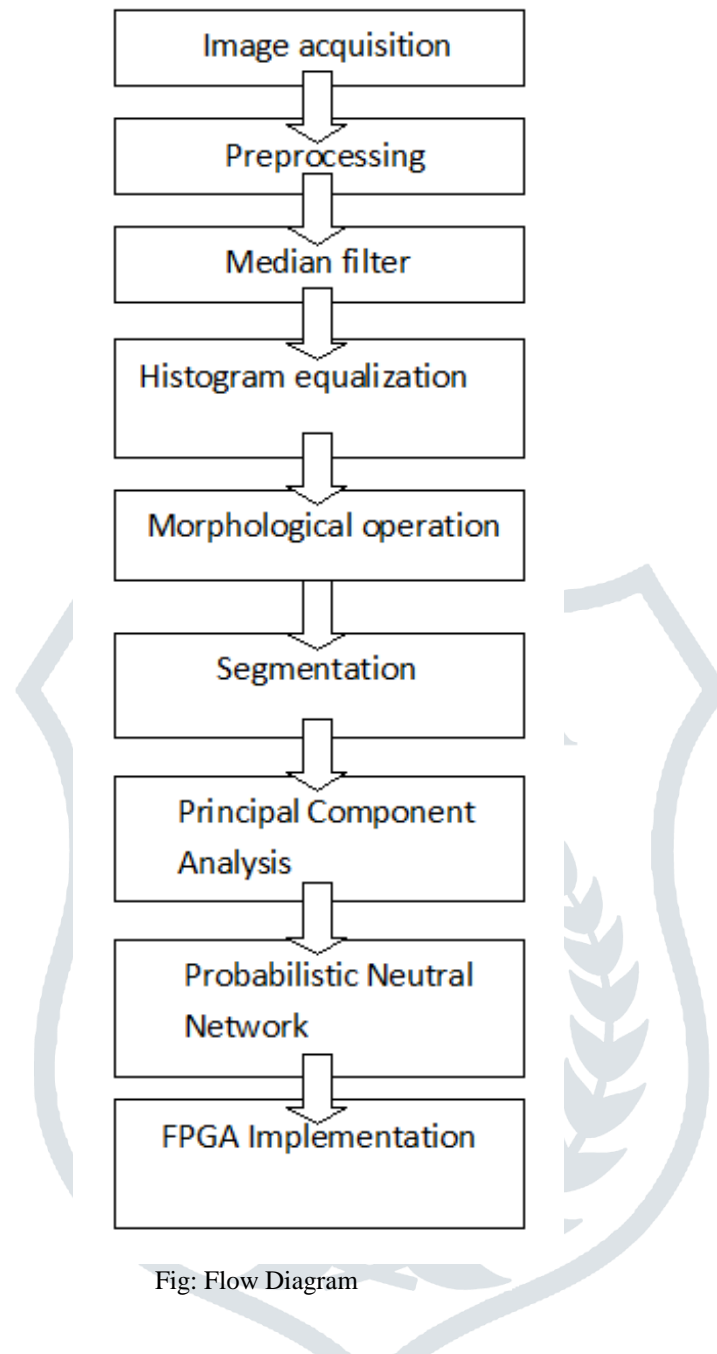 Image acquisition
Preprocessing
Median filter
Histogram equalization
Morphological operation
Segmentation
Principal Component
Analysis
Probabilistic Neutral
Network
FPGA Implementation
Fig: Flow Diagram